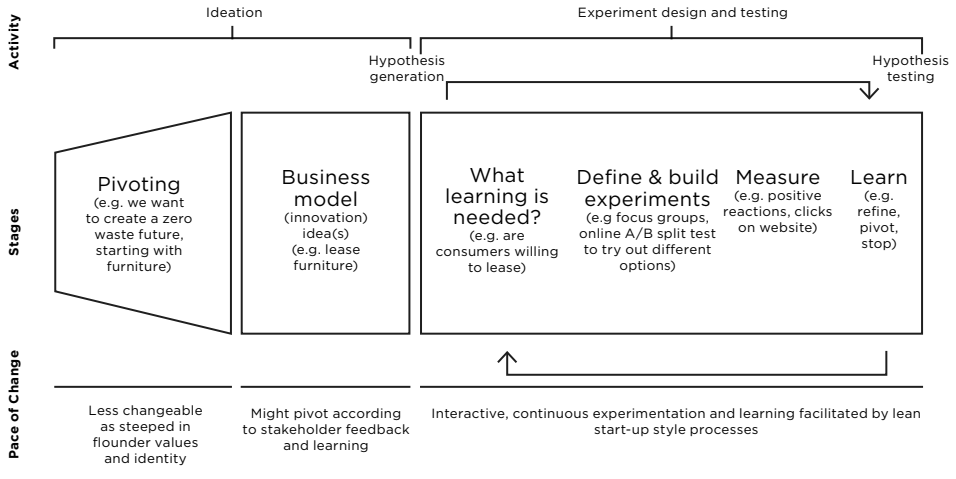 Activity
Ideation
Experiment design and testing
Hypothesis
generation
Hypothesis
testing
Stages
Pivoting
(e.g. we want
to create a zero
waste future,
starting with
furniture)
Business
model
(innovation)
idea(s)
(e.g. lease
furniture)
What
learning is
needed?
(e.g. are
consumers willing
to lease)
Define & build
experiments
(e.g focus groups,
online A/B split test
to try out different
options)
Measure
(e.g. positive
reactions, clicks
on website)
Learn
(e.g.
refine,
pivot,
stop)
Pace of Change
Less changeable
as steeped in
flounder values
and identity
Might pivot according
to stakeholder feedback
and learning
Interactive, continuous experimentation and learning facilitated by lean
start-up style processes